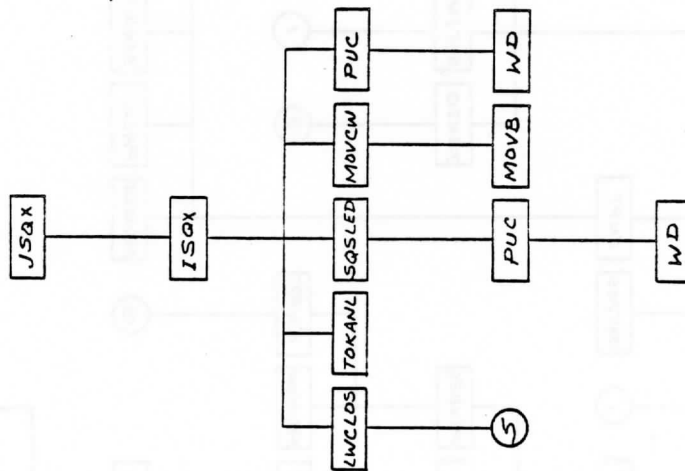 JSQX
ISQX
LWCLOS
TOKANL
SQSLED
MOVCW
PUC
5
PUC
MOVB
WD
WD